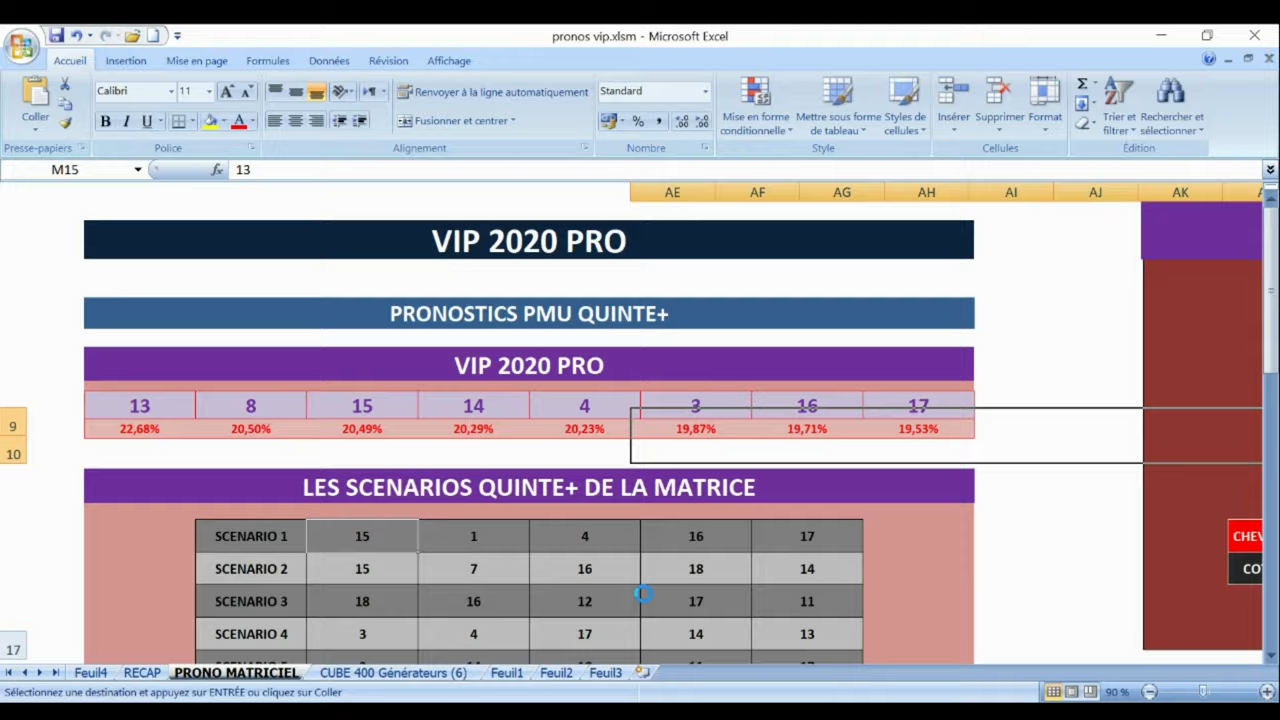 pronos vip.xlsm - Microsoft Excel
Accueil Insertion Mise en page Formules Données Révision Affichage
Coller
Calibri 11
Renvoyer à la ligne automatiquement
Fusionner et centrer
Standard
Mise en forme conditionnelle
Mettre sous forme de tableau
Styles de cellules
Insérer Supprimer Format
Trier et filtrer
Rechercher et sélectionner
Presse-papiers Police Alignement Nombre Style Cellules Édition
M15 fx 13
AE AF AG AH AI AJ AK
VIP 2020 PRO
PRONOSTICS PMU QUINTE+
VIP 2020 PRO
13 8 15 14 4 3 16 17
9 22,68% 20,50% 20,49% 20,29% 20,23% 19,87% 19,71% 19,53%
10
LES SCENARIOS QUINTE+ DE LA MATRICE
SCENARIO 1 15 1 4 16 17 CHEV
SCENARIO 2 15 7 16 18 14 COT
SCENARIO 3 18 16 12 17 11
17 SCENARIO 4 3 4 17 14 13
Feuil4 RECAP PRONO MATRICIEL CUBE 400 Générateurs (6) Feuil1 Feuil2 Feuil3
Sélectionnez une destination et appuyez sur ENTRÉE ou cliquez sur Coller 90 %